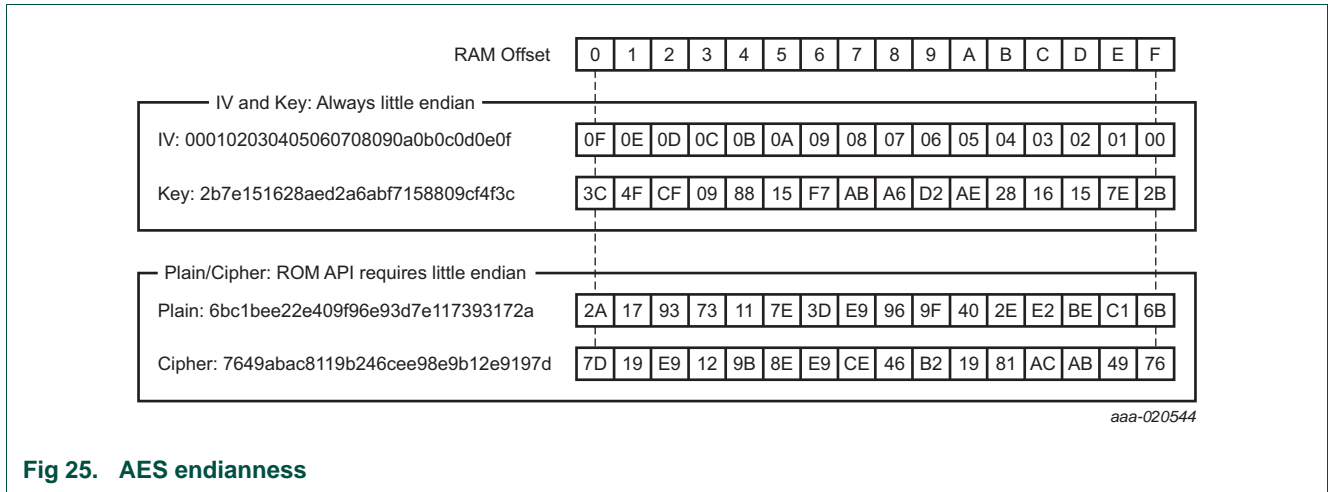 RAM Offset 0 1 2 3 4 5 6 7 8 9 A B C D E F
IV and Key: Always little endian
IV: 000102030405060708090a0b0c0d0e0f 0F 0E 0D 0C 0B 0A 09 08 07 06 05 04 03 02 01 00
Key: 2b7e151628aed2a6abf7158809cf4f3c 3C 4F CF 09 88 15 F7 AB A6 D2 AE 28 16 15 7E 2B
Plain/Cipher: ROM API requires little endian
Plain: 6bc1bee22e409f96e93d7e117393172a 2A 17 93 73 11 7E 3D E9 96 9F 40 2E E2 BE C1 6B
Cipher: 7649abac8119b246cee98e9b12e9197d 7D 19 E9 12 9B 8E E9 CE 46 B2 19 81 AC AB 49 76
aaa-020544
Fig 25. AES endianness